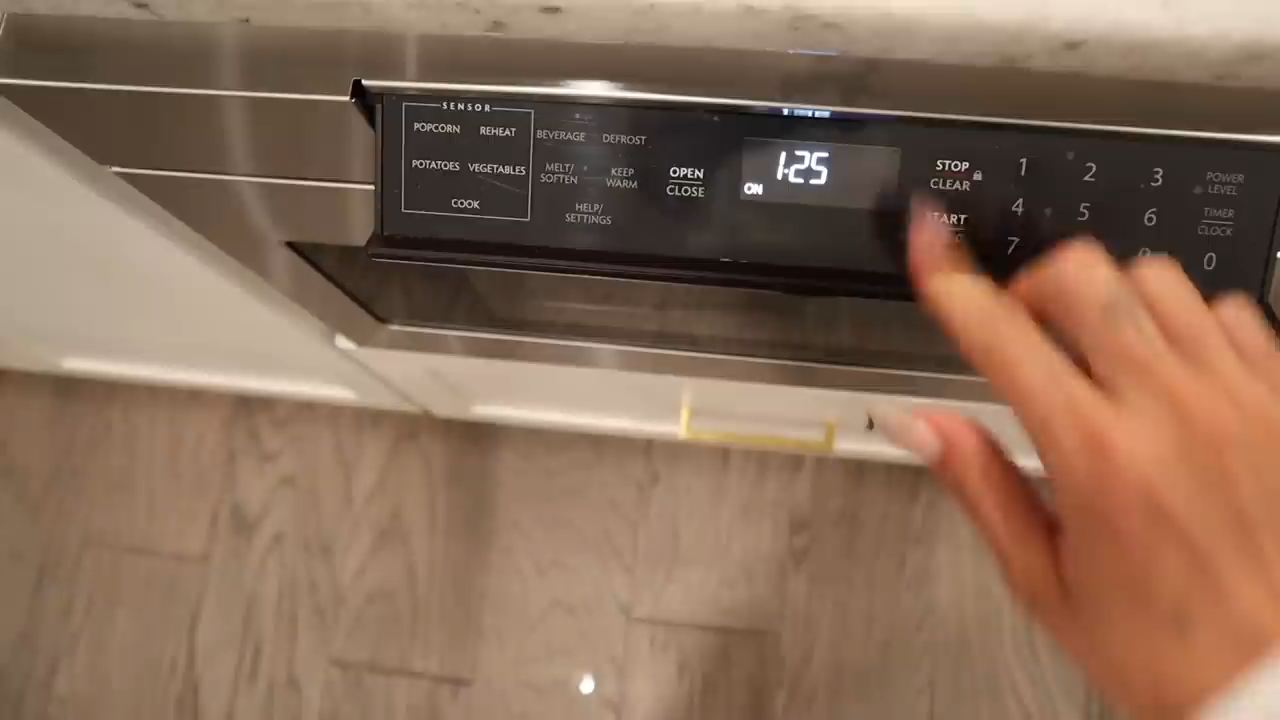 SENSOR
POPCORN REHEAT
POTATOES VEGETABLES
COOK
BEVERAGE DEFROST
MELT/
SOFTEN
KEEP
WARM
HELP/
SETTINGS
OPEN
CLOSE
1:25
ON
STOP
CLEAR
1 2 3
4 5 6
7
0
POWER
LEVEL
TIMER
CLOCK